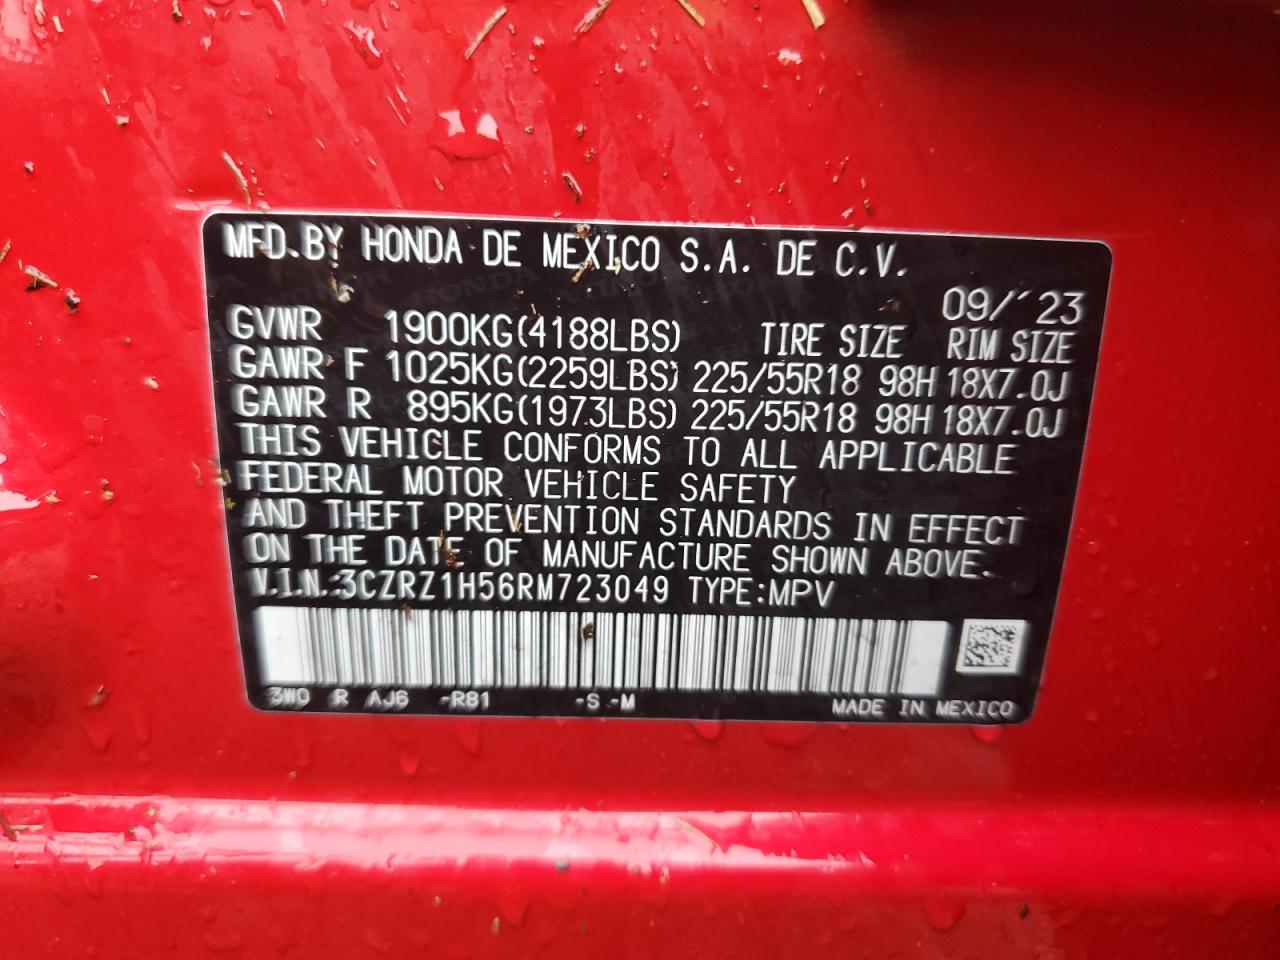 MFD.BY HONDA DE MEXICO S.A. DE C.V.
09/'23
GVWR 1900KG(4188LBS) TIRE SIZE RIM SIZE
GAWR F 1025KG(2259LBS) 225/55R18 98H 18X7.0J
GAWR R 895KG(1973LBS) 225/55R18 98H 18X7.0J
THIS VEHICLE CONFORMS TO ALL APPLICABLE
FEDERAL MOTOR VEHICLE SAFETY
AND THEFT PREVENTION STANDARDS IN EFFECT
ON THE DATE OF MANUFACTURE SHOWN ABOVE.
V.I.N.:3CZRZ1H56RM723049 TYPE:MPV
3W0 R AJ6 -R81 -S -M MADE IN MEXICO